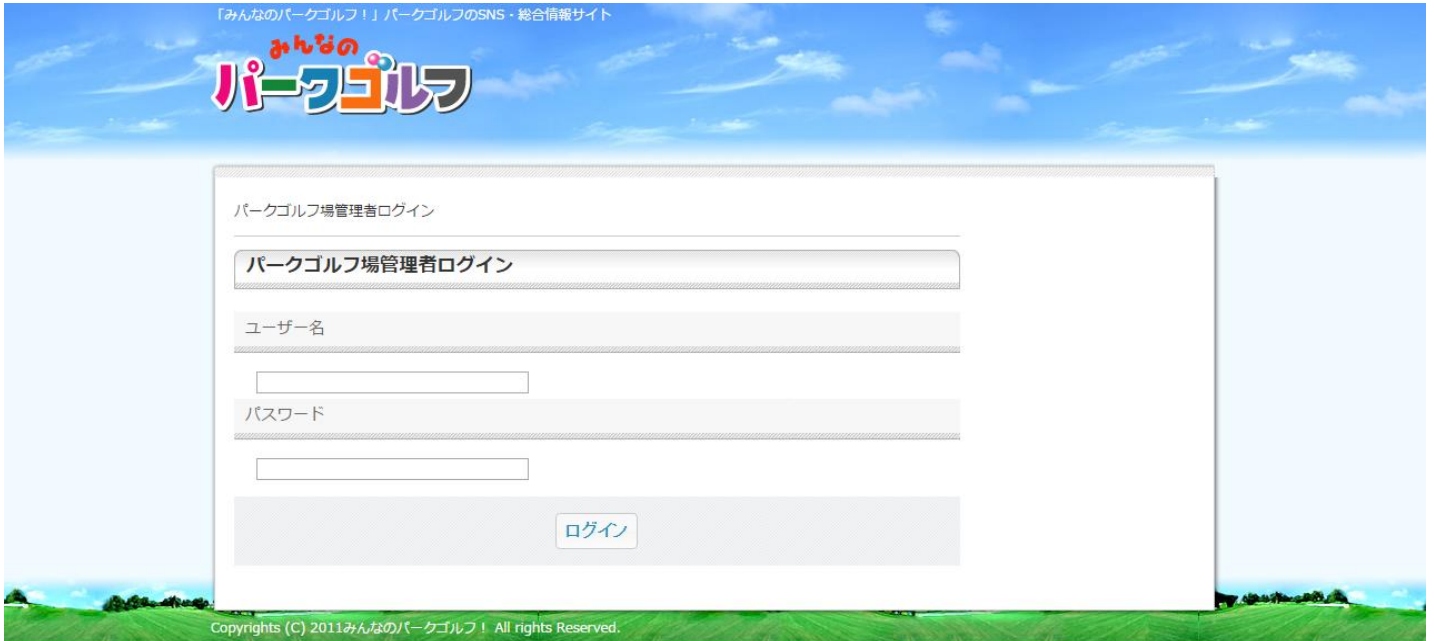 「みんなのパークゴルフ！」パークゴルフのSNS・総合情報サイト
みんなの
パークゴルフ
パークゴルフ場管理者ログイン
パークゴルフ場管理者ログイン
ユーザー名
パスワード
ログイン
Copyrights (C) 2011みんなのパークゴルフ！ All rights Reserved.